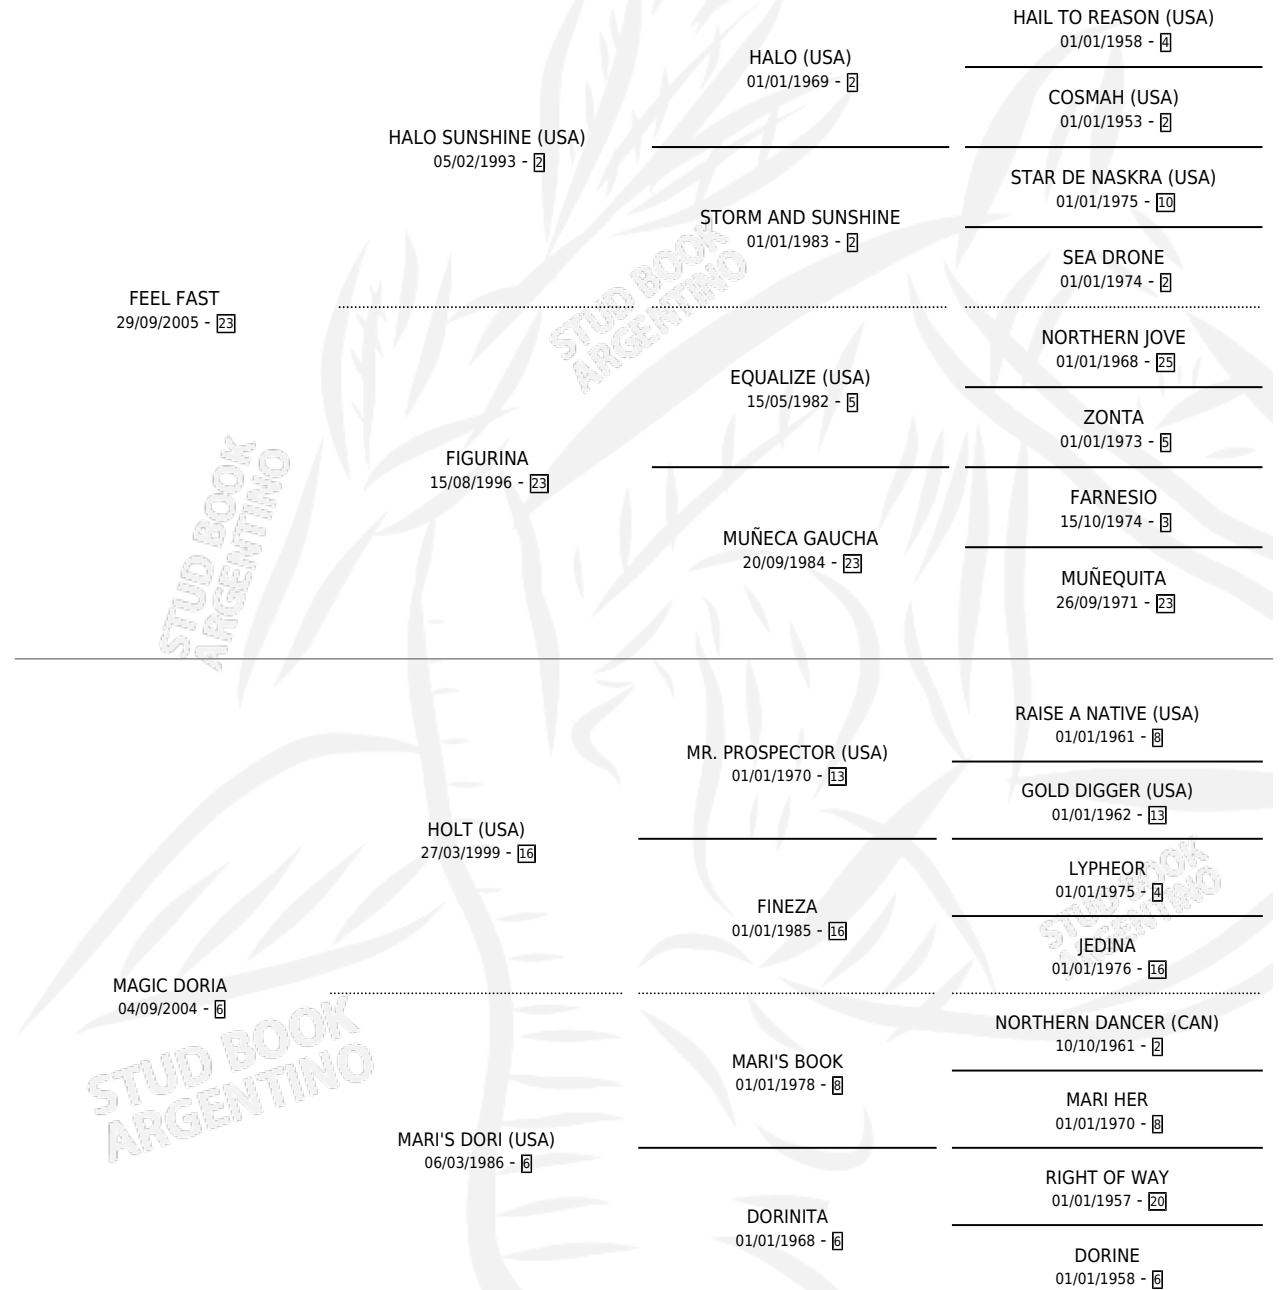 HAIL TO REASON (USA)
01/01/1958 - 4
HALO (USA)
01/01/1969 - 2
COSMAH (USA)
01/01/1953 - 2
HALO SUNSHINE (USA)
05/02/1993 - 2
STAR DE NASKRA (USA)
01/01/1975 - 10
STORM AND SUNSHINE
01/01/1983 - 2
SEA DRONE
01/01/1974 - 2
FEEL FAST
29/09/2005 - 23
STUD BOOK
ARGENTINO
NORTHERN JOVE
01/01/1968 - 25
EQUALIZE (USA)
15/05/1982 - 5
ZONTA
01/01/1973 - 5
FIGURINA
15/08/1996 - 23
FARNESIO
15/10/1974 - 3
MUÑECA GAUCHA
20/09/1984 - 23
MUÑEQUITA
26/09/1971 - 23
STUD BOOK
ARGENTINO
RAISE A NATIVE (USA)
01/01/1961 - 8
MR. PROSPECTOR (USA)
01/01/1970 - 13
GOLD DIGGER (USA)
01/01/1962 - 13
HOLT (USA)
27/03/1999 - 16
LYPHEOR
01/01/1975 - 4
FINEZA
01/01/1985 - 16
JEDINA
01/01/1976 - 16
STUD BOOK
ARGENTINO
MAGIC DORIA
04/09/2004 - 6
NORTHERN DANCER (CAN)
10/10/1961 - 2
MARI'S BOOK
01/01/1978 - 8
MARI HER
01/01/1970 - 8
STUD BOOK
ARGENTINO
MARI'S DORI (USA)
06/03/1986 - 6
RIGHT OF WAY
01/01/1957 - 20
DORINITA
01/01/1968 - 6
DORINE
01/01/1958 - 6